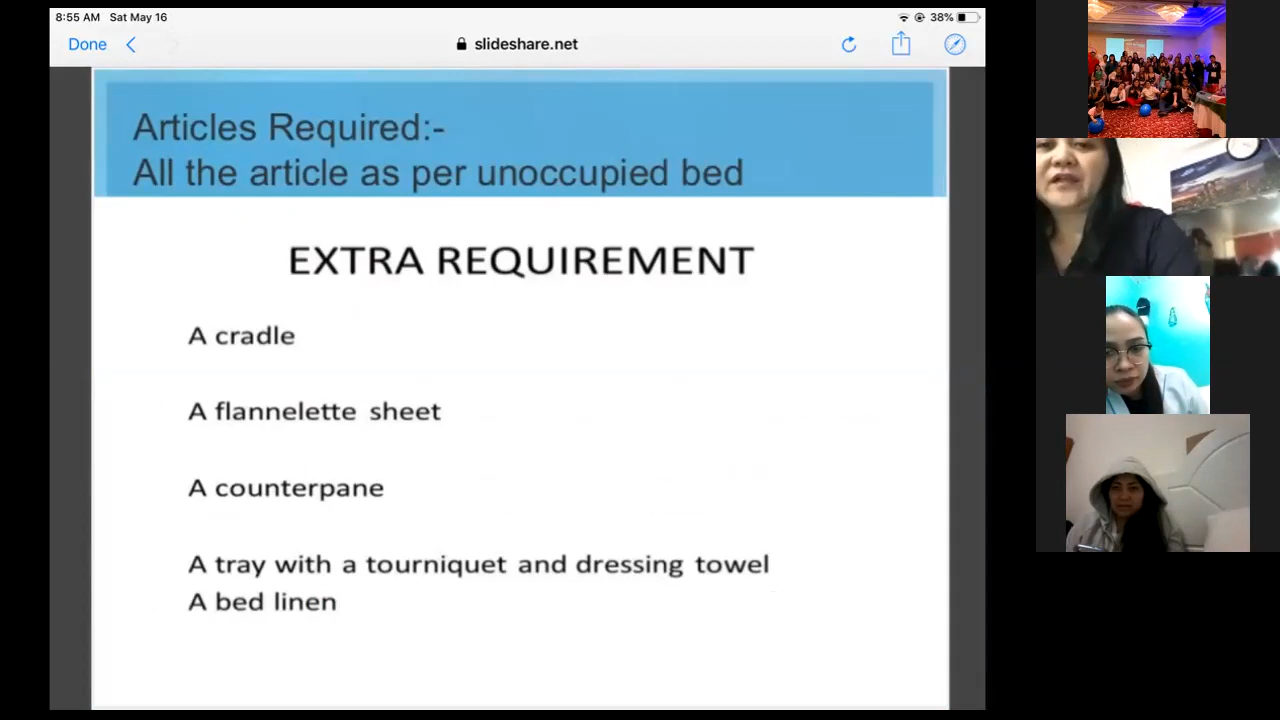 8:55 AM Sat May 16
38%
Done
slideshare.net
Articles Required:-
All the article as per unoccupied bed
EXTRA REQUIREMENT
A cradle
A flannelette sheet
A counterpane
A tray with a tourniquet and dressing towel
A bed linen